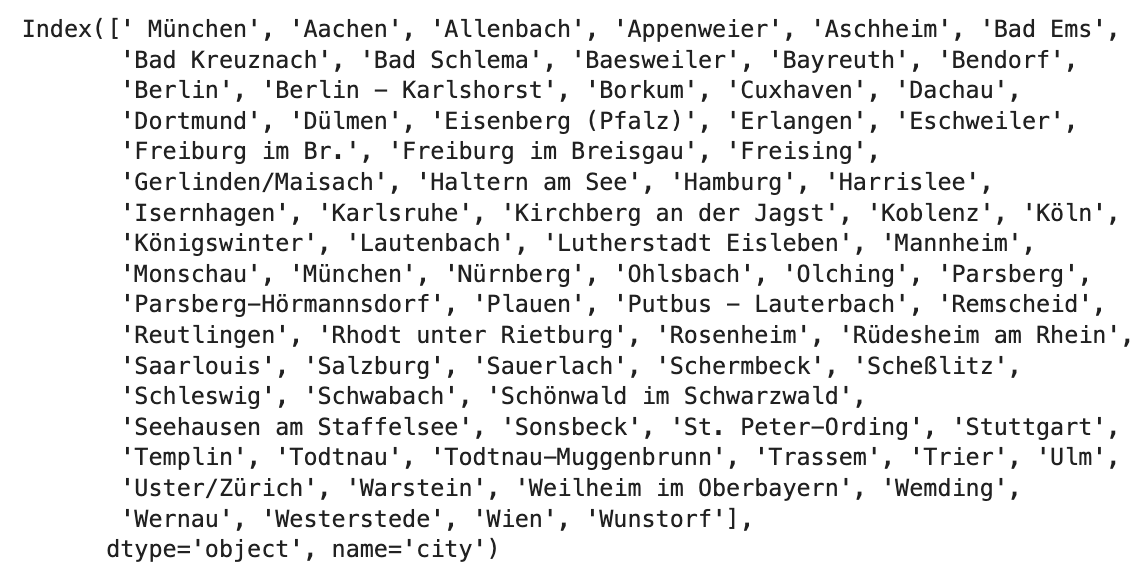 Index([' München', 'Aachen', 'Allenbach', 'Appenweier', 'Aschheim', 'Bad Ems',
'Bad Kreuznach', 'Bad Schlema', 'Baesweiler', 'Bayreuth', 'Bendorf',
'Berlin', 'Berlin - Karlshorst', 'Borkum', 'Cuxhaven', 'Dachau',
'Dortmund', 'Dülmen', 'Eisenberg (Pfalz)', 'Erlangen', 'Eschweiler',
'Freiburg im Br.', 'Freiburg im Breisgau', 'Freising',
'Gerlinden/Maisach', 'Haltern am See', 'Hamburg', 'Harrislee',
'Isernhagen', 'Karlsruhe', 'Kirchberg an der Jagst', 'Koblenz', 'Köln',
'Königswinter', 'Lautenbach', 'Lutherstadt Eisleben', 'Mannheim',
'Monschau', 'München', 'Nürnberg', 'Ohlsbach', 'Olching', 'Parsberg',
'Parsberg-Hörmannsdorf', 'Plauen', 'Putbus - Lauterbach', 'Remscheid',
'Reutlingen', 'Rhodt unter Rietburg', 'Rosenheim', 'Rüdesheim am Rhein',
'Saarlouis', 'Salzburg', 'Sauerlach', 'Schermbeck', 'Scheßlitz',
'Schleswig', 'Schwabach', 'Schönwald im Schwarzwald',
'Seehausen am Staffelsee', 'Sonsbeck', 'St. Peter-Ording', 'Stuttgart',
'Templin', 'Todtnau', 'Todtnau-Muggenbrunn', 'Trassem', 'Trier', 'Ulm',
'Uster/Zürich', 'Warstein', 'Weilheim im Oberbayern', 'Wemding',
'Wernau', 'Westerstede', 'Wien', 'Wunstorf'],
dtype='object', name='city')